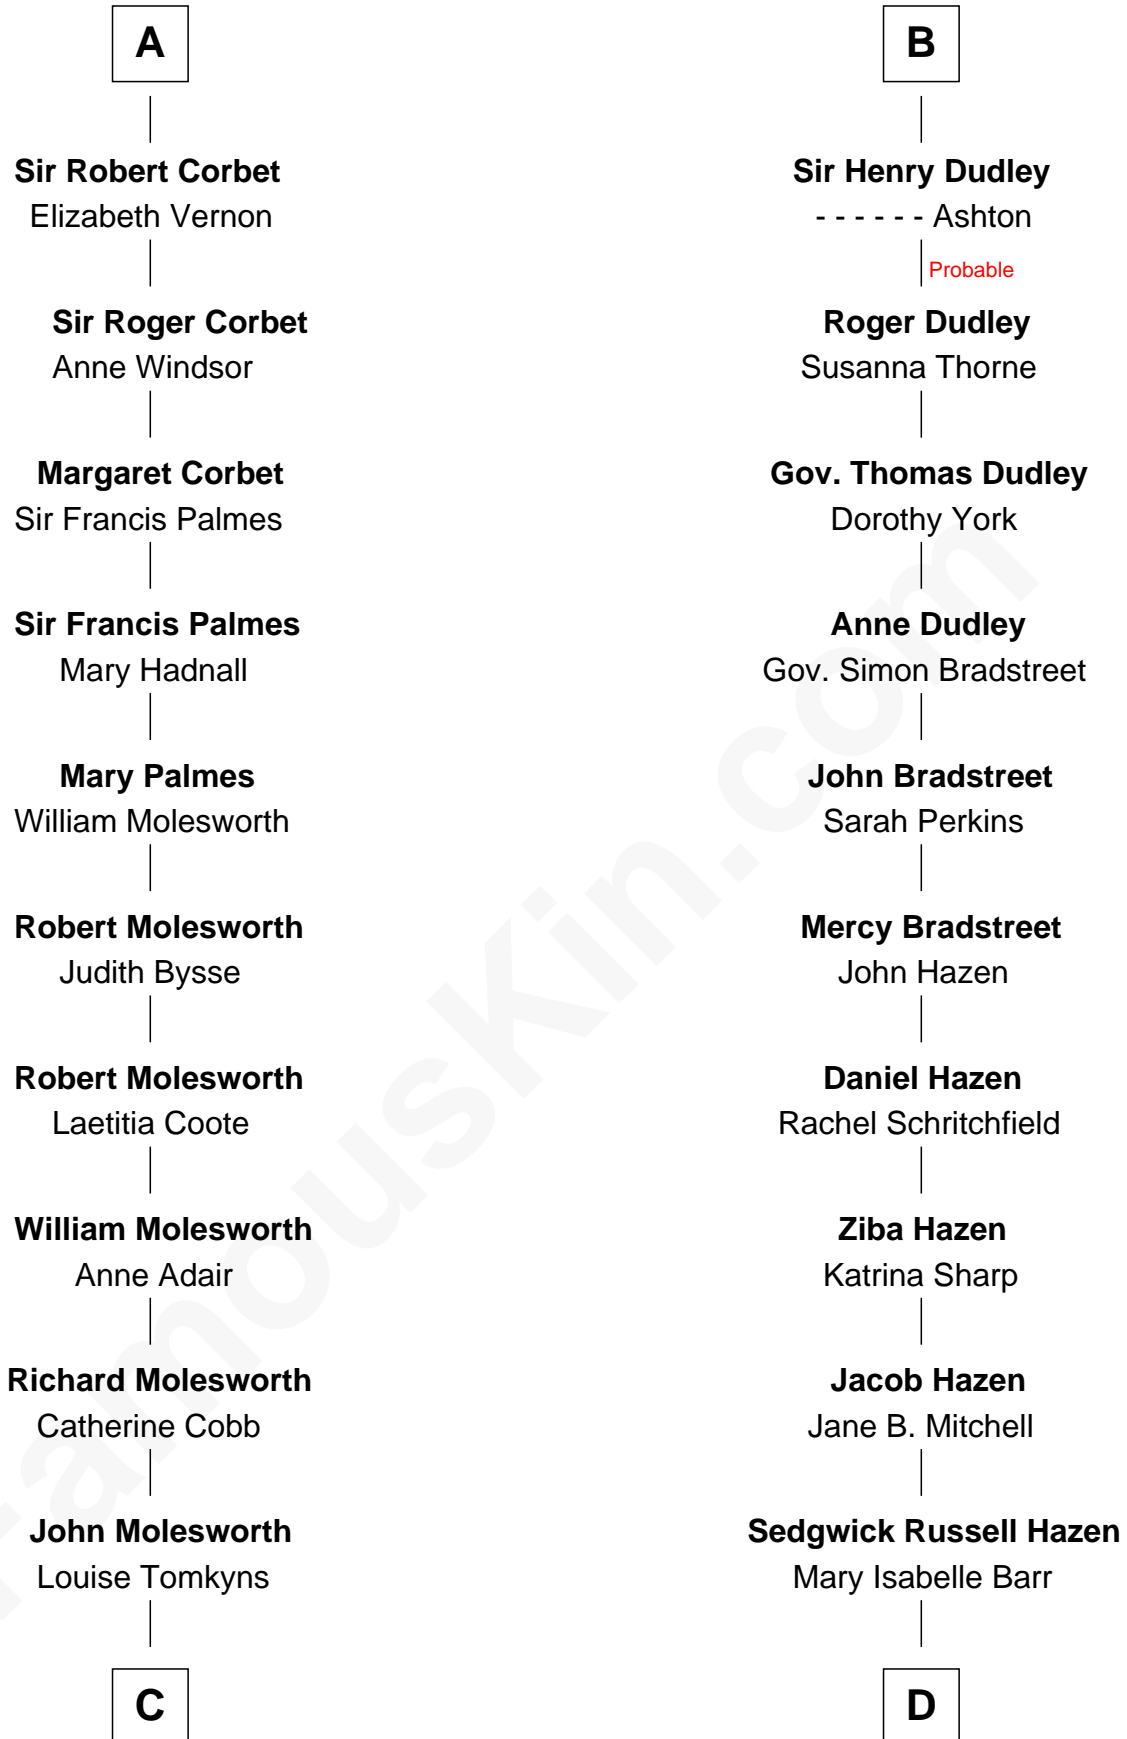 A
Sir Robert Corbet
Elizabeth Vernon
Sir Roger Corbet
Anne Windsor
Margaret Corbet
Sir Francis Palmes
Sir Francis Palmes
Mary Hadnall
Mary Palmes
William Molesworth
Robert Molesworth
Judith Bysse
Robert Molesworth
Laetitia Coote
William Molesworth
Anne Adair
Richard Molesworth
Catherine Cobb
John Molesworth
Louise Tomkyns
C
B
Sir Henry Dudley
- - - - - - Ashton
Probable
Roger Dudley
Susanna Thorne
Gov. Thomas Dudley
Dorothy York
Anne Dudley
Gov. Simon Bradstreet
John Bradstreet
Sarah Perkins
Mercy Bradstreet
John Hazen
Daniel Hazen
Rachel Schritchfield
Ziba Hazen
Katrina Sharp
Jacob Hazen
Jane B. Mitchell
Sedgwick Russell Hazen
Mary Isabelle Barr
D
FamousKin.com